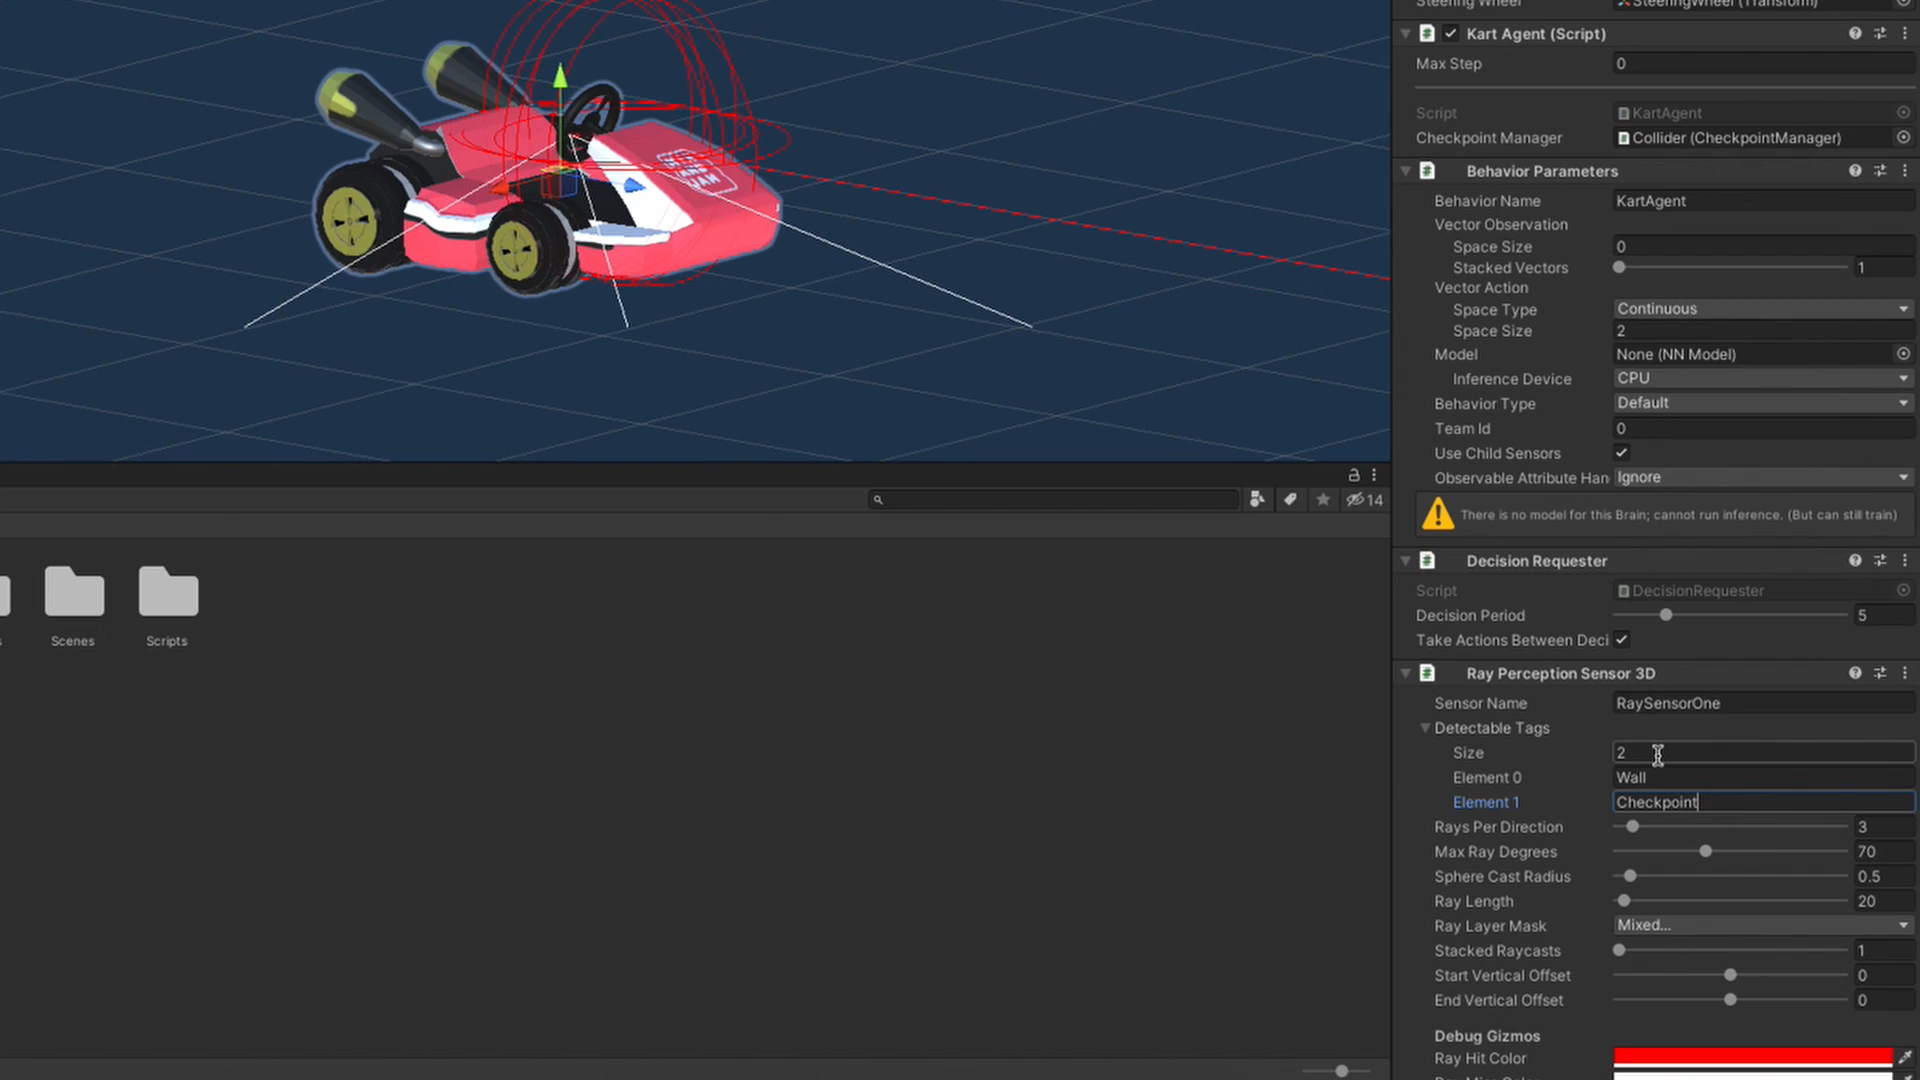 Steering Wheel SteeringWheel (Transform)
Kart Agent (Script)
Max Step 0
Script KartAgent
Checkpoint Manager Collider (CheckpointManager)
Behavior Parameters
Behavior Name KartAgent
Vector Observation
Space Size 0
Stacked Vectors 1
Vector Action
Space Type Continuous
Space Size 2
Model None (NN Model)
Inference Device CPU
Behavior Type Default
Team Id 0
Use Child Sensors
Observable Attribute Han Ignore
There is no model for this Brain; cannot run inference. (But can still train)
14
Scenes
Scripts
Decision Requester
Script DecisionRequester
Decision Period 5
Take Actions Between Deci
Ray Perception Sensor 3D
Sensor Name RaySensorOne
Detectable Tags
Size 2
Element 0 Wall
Element 1 Checkpoint
Rays Per Direction 3
Max Ray Degrees 70
Sphere Cast Radius 0.5
Ray Length 20
Ray Layer Mask Mixed...
Stacked Raycasts 1
Start Vertical Offset 0
End Vertical Offset 0
Debug Gizmos
Ray Hit Color